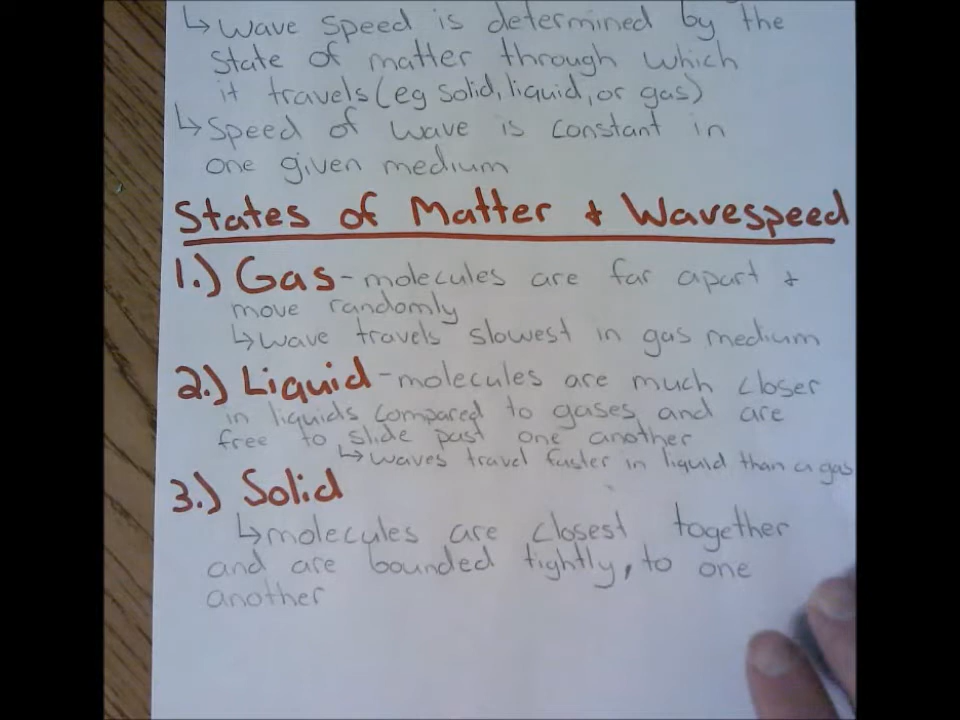 ↳ Wave speed is determined by the
State of matter through which
it travels (eg solid, liquid, or gas)
↳ Speed of wave is constant in
one given medium
States of Matter & Wavespeed
1.) Gas - molecules are far apart &
move randomly
↳ wave travels slowest in gas medium
2.) Liquid - molecules are much closer
in liquids compared to gases and are
free to slide past one another
↳ waves travel faster in liquid than a gas
3.) Solid
↳ molecules are closest together
and are bounded tightly, to one
another